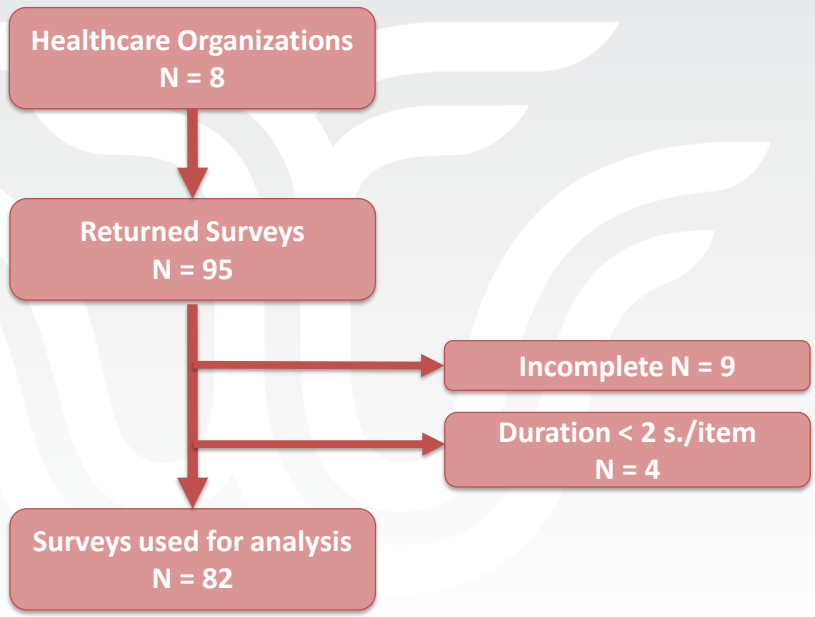 Healthcare Organizations
N = 8
Returned Surveys
N = 95
Incomplete N = 9
Duration < 2 s./item
N = 4
Surveys used for analysis
N = 82